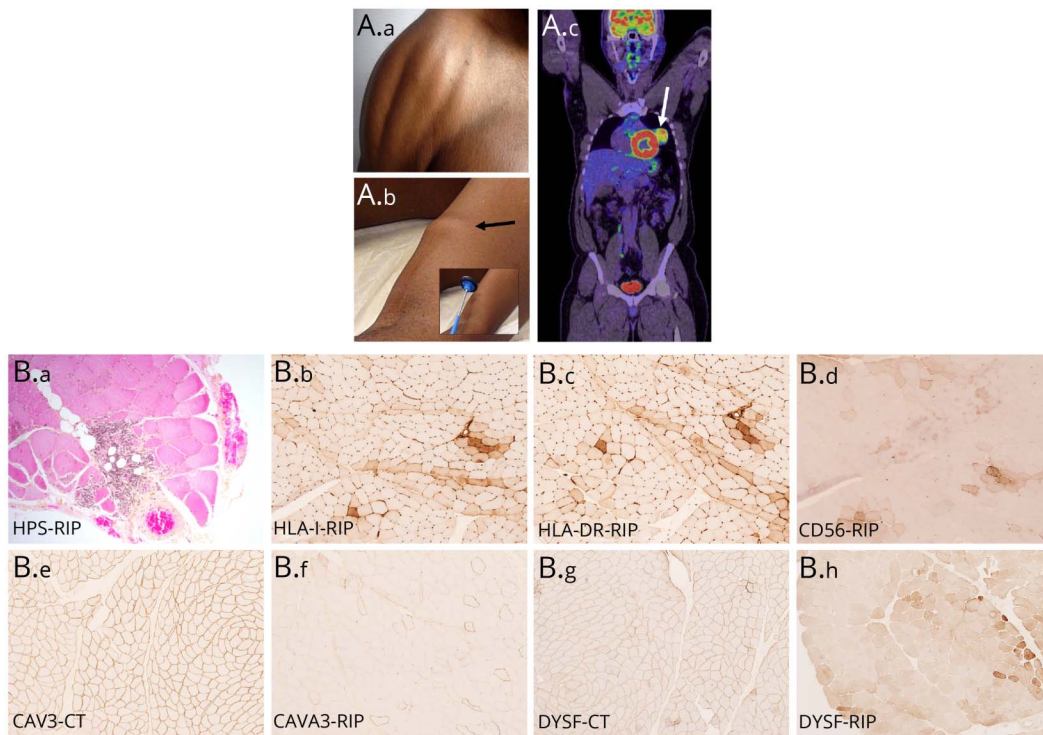 A.a
A.c
A.b
B.a
HPS-RIP
B.b
HLA-I-RIP
B.c
HLA-DR-RIP
B.d
CD56-RIP
B.e
CAV3-CT
B.f
CAVA3-RIP
B.g
DYSF-CT
B.h
DYSF-RIP